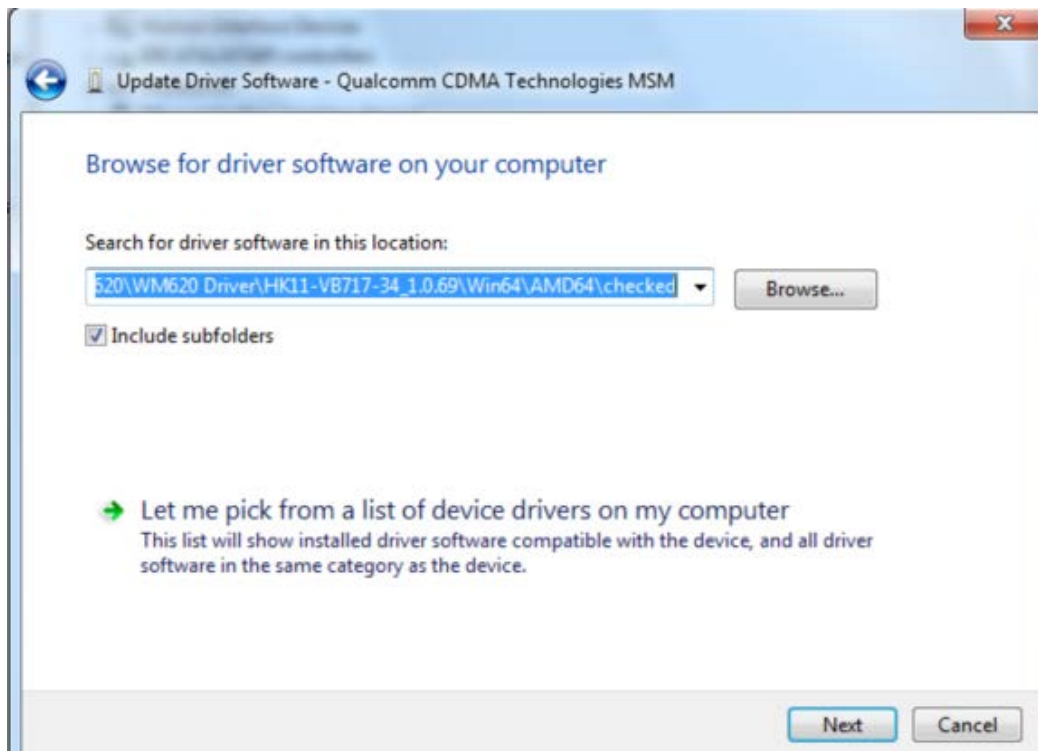 Update Driver Software - Qualcomm CDMA Technologies MSM
Browse for driver software on your computer
Search for driver software in this location:
520\WM620 Driver\HK11-VB717-34_1.0.69\Win64\AMD64\checked
Browse...
Include subfolders
Let me pick from a list of device drivers on my computer
This list will show installed driver software compatible with the device, and all driver
software in the same category as the device.
Next
Cancel